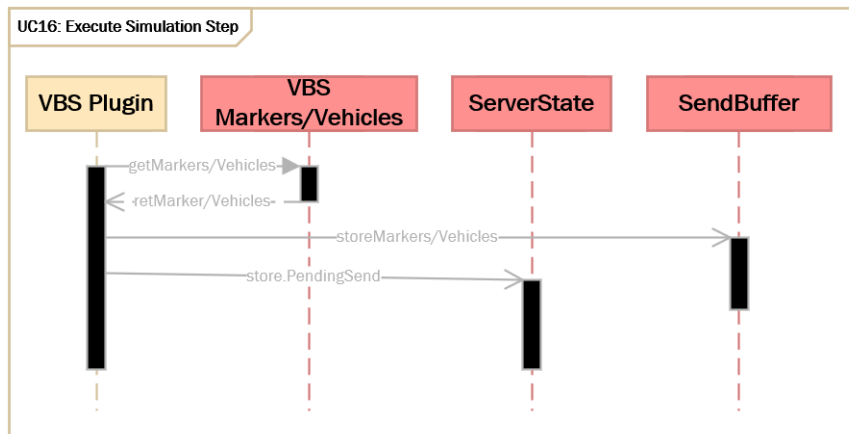 UC16: Execute Simulation Step
VBS Plugin
VBS
Markers/Vehicles
ServerState
SendBuffer
getMarkers/Vehicles
retMarker/Vehicles
storeMarkers/Vehicles
store.PendingSend